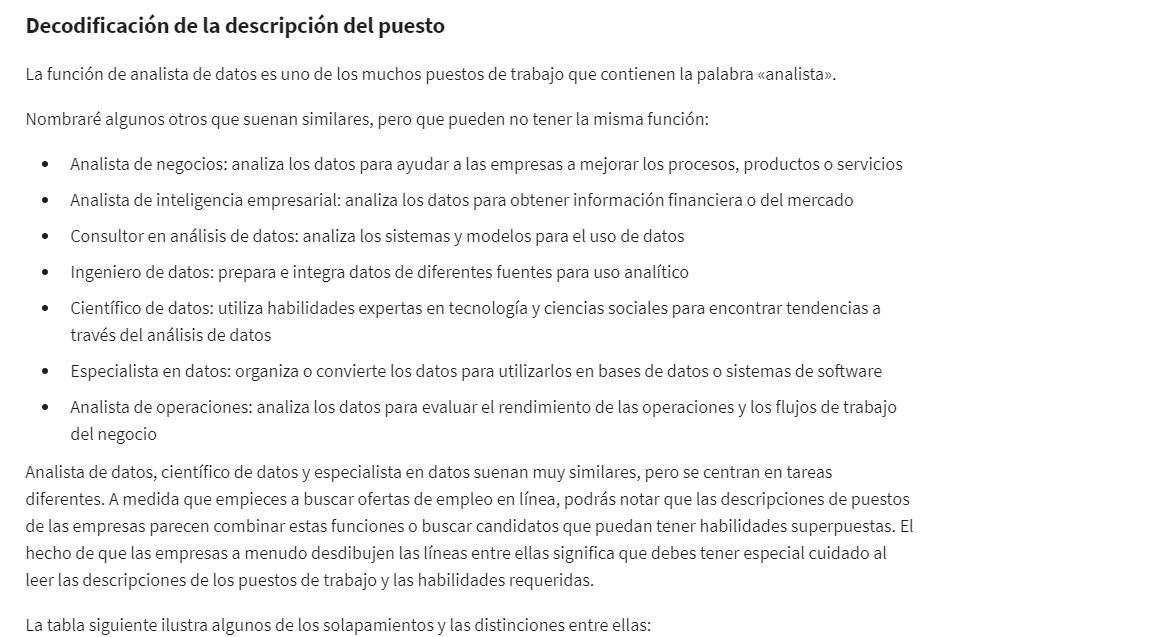 Decodificación de la descripción del puesto
La función de analista de datos es uno de los muchos puestos de trabajo que contienen la palabra «analista».
Nombraré algunos otros que suenan similares, pero que pueden no tener la misma función:
• Analista de negocios: analiza los datos para ayudar a las empresas a mejorar los procesos, productos o servicios
• Analista de inteligencia empresarial: analiza los datos para obtener información financiera o del mercado
• Consultor en análisis de datos: analiza los sistemas y modelos para el uso de datos
• Ingeniero de datos: prepara e integra datos de diferentes fuentes para uso analítico
• Científico de datos: utiliza habilidades expertas en tecnología y ciencias sociales para encontrar tendencias a
través del análisis de datos
• Especialista en datos: organiza o convierte los datos para utilizarlos en bases de datos o sistemas de software
• Analista de operaciones: analiza los datos para evaluar el rendimiento de las operaciones y los flujos de trabajo
del negocio
Analista de datos, científico de datos y especialista en datos suenan muy similares, pero se centran en tareas
diferentes. A medida que empieces a buscar ofertas de empleo en línea, podrás notar que las descripciones de puestos
de las empresas parecen combinar estas funciones o buscar candidatos que puedan tener habilidades superpuestas. El
hecho de que las empresas a menudo desdibujen las líneas entre ellas significa que debes tener especial cuidado al
leer las descripciones de los puestos de trabajo y las habilidades requeridas.
La tabla siguiente ilustra algunos de los solapamientos y las distinciones entre ellas: